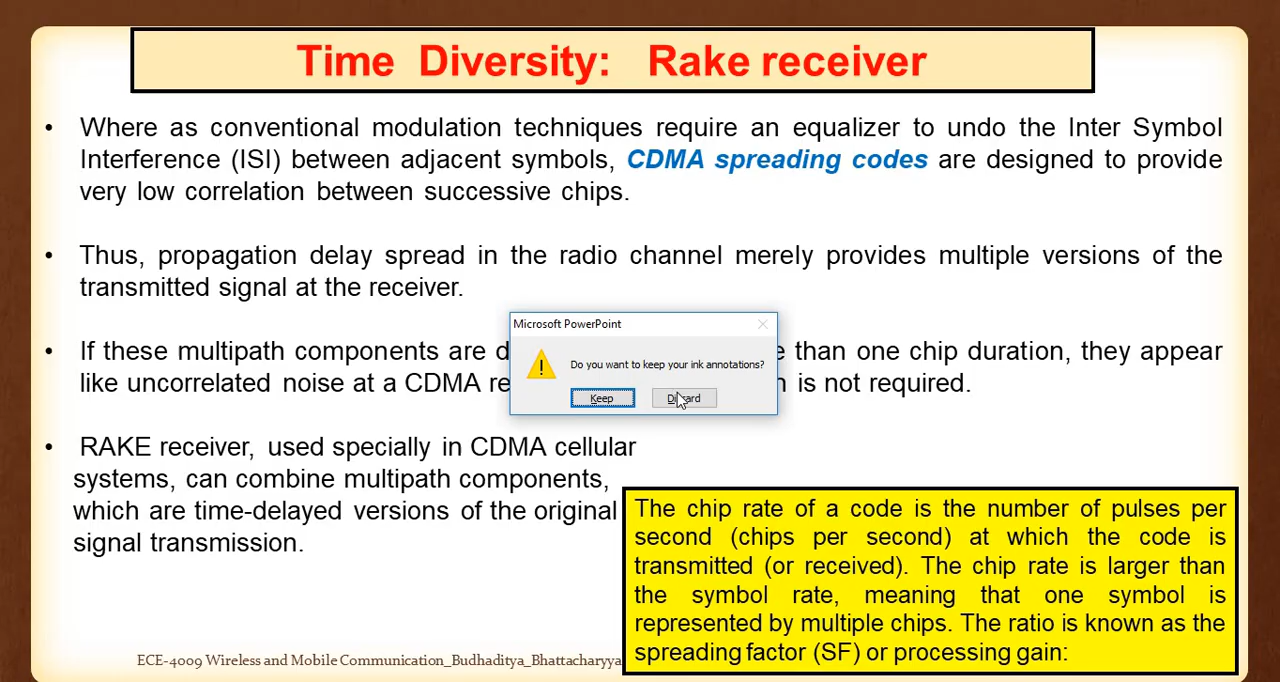 Time Diversity: Rake receiver
• Where as conventional modulation techniques require an equalizer to undo the Inter Symbol
Interference (ISI) between adjacent symbols, CDMA spreading codes are designed to provide
very low correlation between successive chips.
• Thus, propagation delay spread in the radio channel merely provides multiple versions of the
transmitted signal at the receiver.
• If these multipath components are than one chip duration, they appear
like uncorrelated noise at a CDMA is not required.
Microsoft PowerPoint
Do you want to keep your ink annotations?
Keep Discard
• RAKE receiver, used specially in CDMA cellular
systems, can combine multipath components,
which are time-delayed versions of the original
signal transmission.
The chip rate of a code is the number of pulses per
second (chips per second) at which the code is
transmitted (or received). The chip rate is larger than
the symbol rate, meaning that one symbol is
represented by multiple chips. The ratio is known as the
spreading factor (SF) or processing gain:
ECE-4009 Wireless and Mobile Communication_Budhaditya_Bhattacharyya